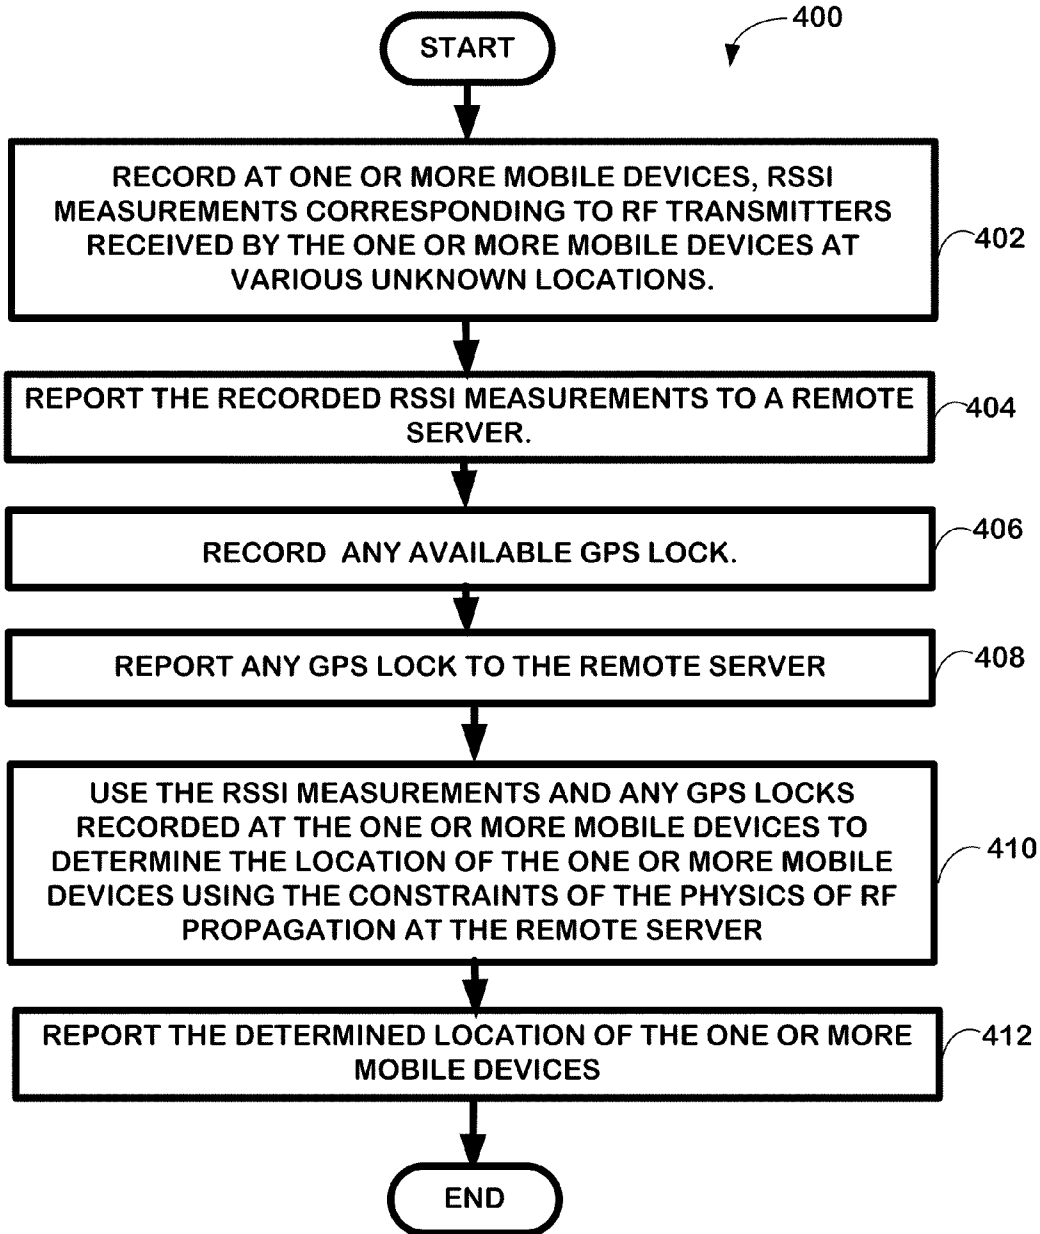 START
400
RECORD AT ONE OR MORE MOBILE DEVICES, RSSI
MEASUREMENTS CORRESPONDING TO RF TRANSMITTERS
RECEIVED BY THE ONE OR MORE MOBILE DEVICES AT
VARIOUS UNKNOWN LOCATIONS.
402
REPORT THE RECORDED RSSI MEASUREMENTS TO A REMOTE
SERVER.
404
RECORD ANY AVAILABLE GPS LOCK.
406
REPORT ANY GPS LOCK TO THE REMOTE SERVER
408
USE THE RSSI MEASUREMENTS AND ANY GPS LOCKS
RECORDED AT THE ONE OR MORE MOBILE DEVICES TO
DETERMINE THE LOCATION OF THE ONE OR MORE MOBILE
DEVICES USING THE CONSTRAINTS OF THE PHYSICS OF RF
PROPAGATION AT THE REMOTE SERVER
410
REPORT THE DETERMINED LOCATION OF THE ONE OR MORE
MOBILE DEVICES
412
END